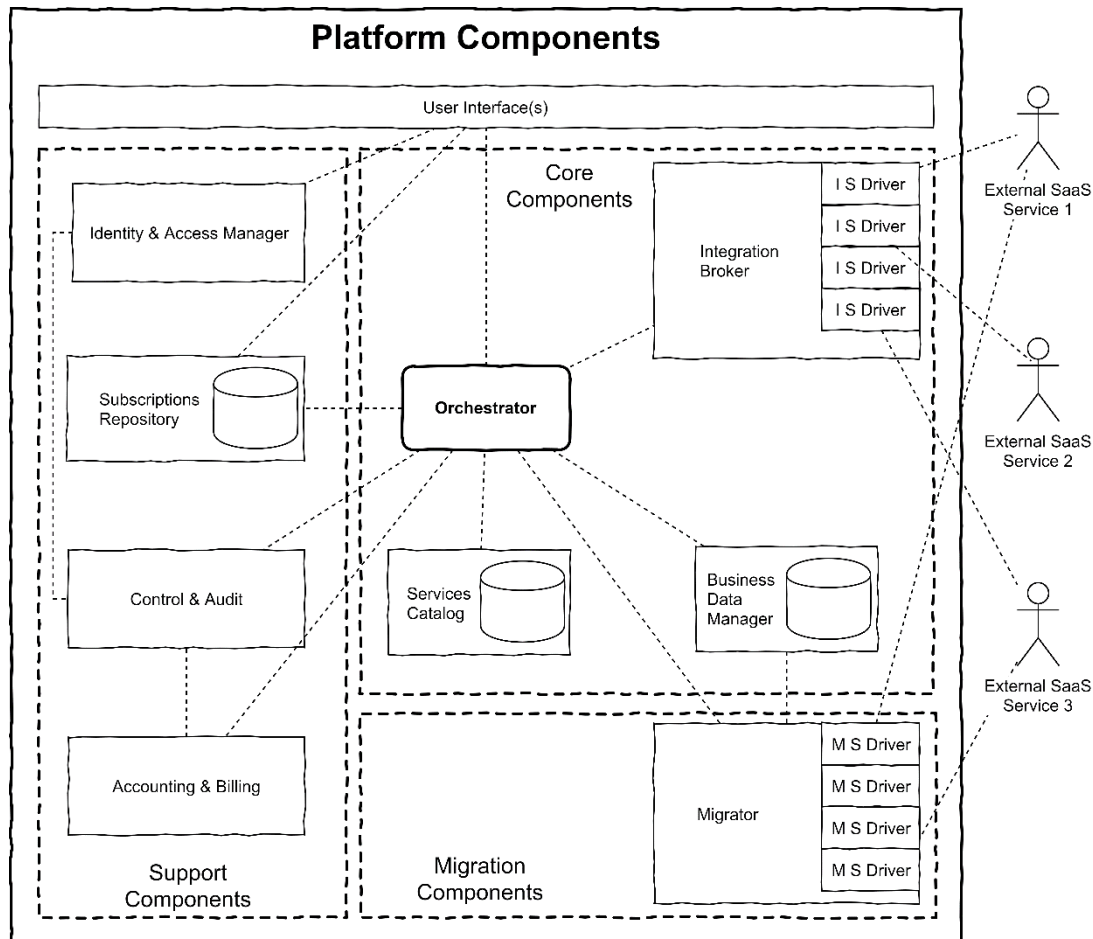 Platform Components
User Interface(s)
Core
Components
Identity & Access Manager
Integration
Broker
I S Driver
I S Driver
I S Driver
I S Driver
External SaaS
Service 1
Subscriptions
Repository
Orchestrator
External SaaS
Service 2
Control & Audit
Services
Catalog
Business
Data
Manager
External SaaS
Service 3
Accounting & Billing
Support
Components
Migration
Components
Migrator
M S Driver
M S Driver
M S Driver
M S Driver